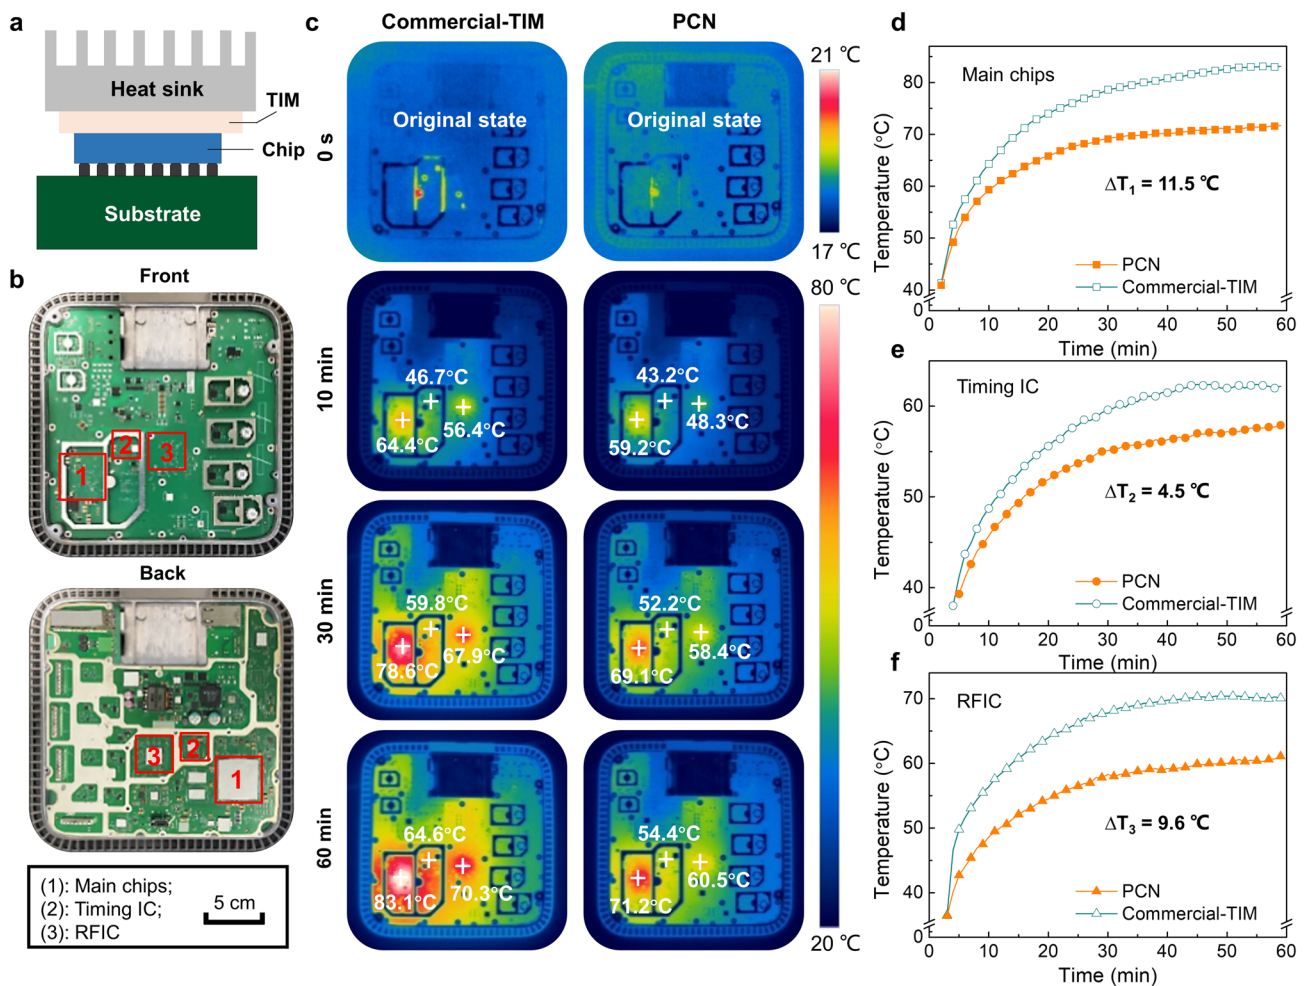 a
Heat sink
TIM
Chip
Substrate
b
Front
1
2
3
Back
3
2
1
(1): Main chips;
(2): Timing IC;
(3): RFIC
5 cm
c
Commercial-TIM
PCN
0 s
Original state
Original state
21 ℃
17 ℃
10 min
46.7°C
64.4°C
56.4°C
43.2°C
59.2°C
48.3°C
80 ℃
30 min
59.8°C
78.6°C
67.9°C
52.2°C
69.1°C
58.4°C
60 min
64.6°C
83.1°C
70.3°C
54.4°C
71.2°C
60.5°C
20 ℃
d
Main chips
ΔT1 = 11.5 ℃
PCN
Commercial-TIM
Temperature (°C)
80
70
60
50
40
0
0 10 20 30 40 50 60
Time (min)
e
Timing IC
ΔT2 = 4.5 ℃
PCN
Commercial-TIM
Temperature (°C)
60
50
40
0
0 10 20 30 40 50 60
Time (min)
f
RFIC
ΔT3 = 9.6 ℃
PCN
Commercial-TIM
Temperature (°C)
70
60
50
40
0
0 10 20 30 40 50 60
Time (min)